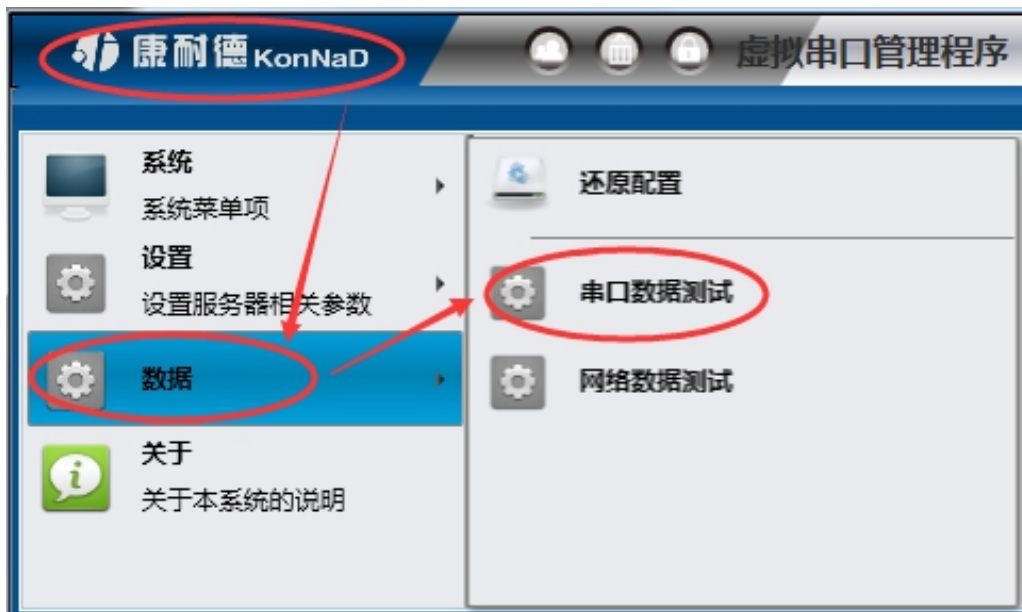 康耐德 KonNaD
虚拟串口管理程序
系统
系统菜单项
设置
设置服务器相关参数
数据
关于
关于本系统的说明
还原配置
串口数据测试
网络数据测试